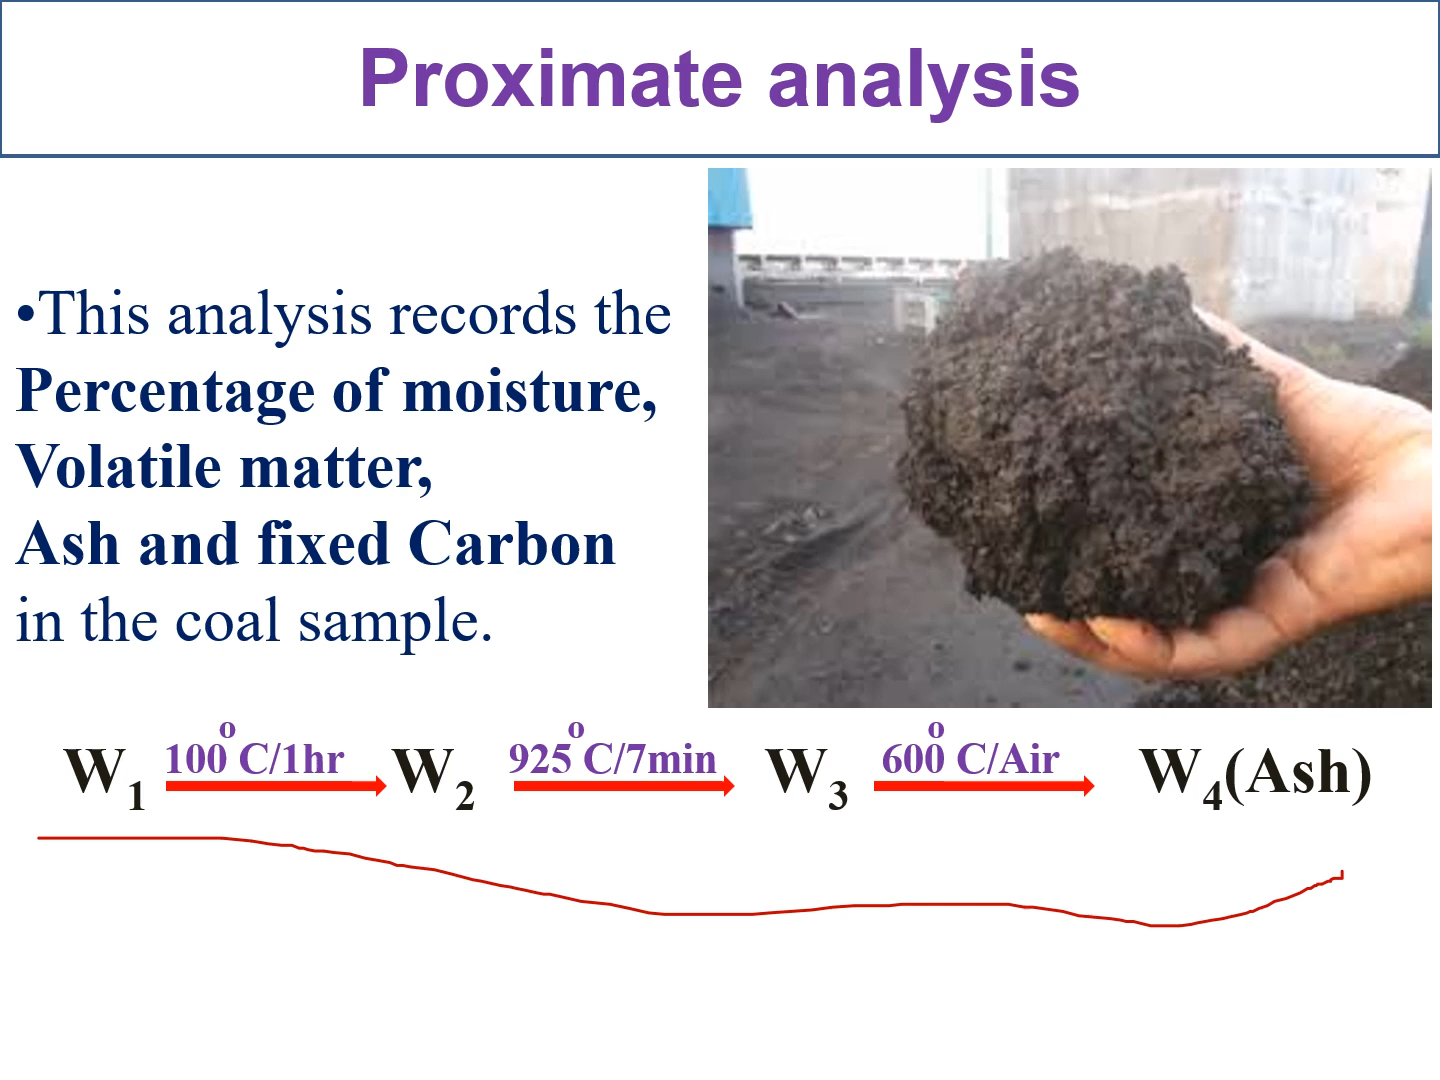 Proximate analysis
•This analysis records the
Percentage of moisture,
Volatile matter,
Ash and fixed Carbon
in the coal sample.
W₁ 100°C/1hr W₂ 925°C/7min W₃ 600°C/Air W₄(Ash)